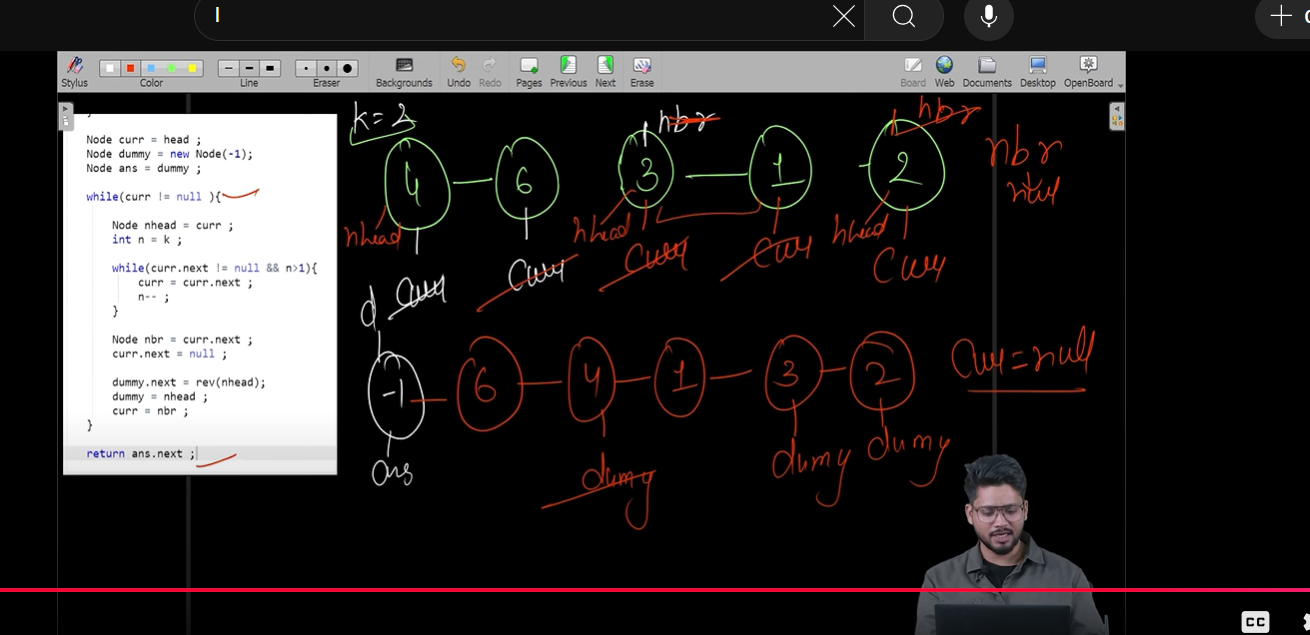 Stylus
Color
Line
Eraser
Backgrounds
Undo
Redo
Pages
Previous
Next
Erase
Board
Web
Documents
Desktop
OpenBoard
Node curr = head ;
Node dummy = new Node(-1);
Node ans = dummy ;
while(curr != null ){
Node nhead = curr ;
int n = k ;
while(curr.next != null && n>1){
curr = curr.next ;
n-- ;
}
Node nbr = curr.next ;
curr.next = null ;
dummy.next = rev(nhead);
dummy = nhead ;
curr = nbr ;
}
return ans.next ;
k = 2
nbr
nbr
4
6
3
1
2
nbr
null
nhead
nhead
nhead
curr
curr
curr
curr
curr
d
-1
6
4
1
3
2
curr = null
ans
dumy
dumy
dumy
CC